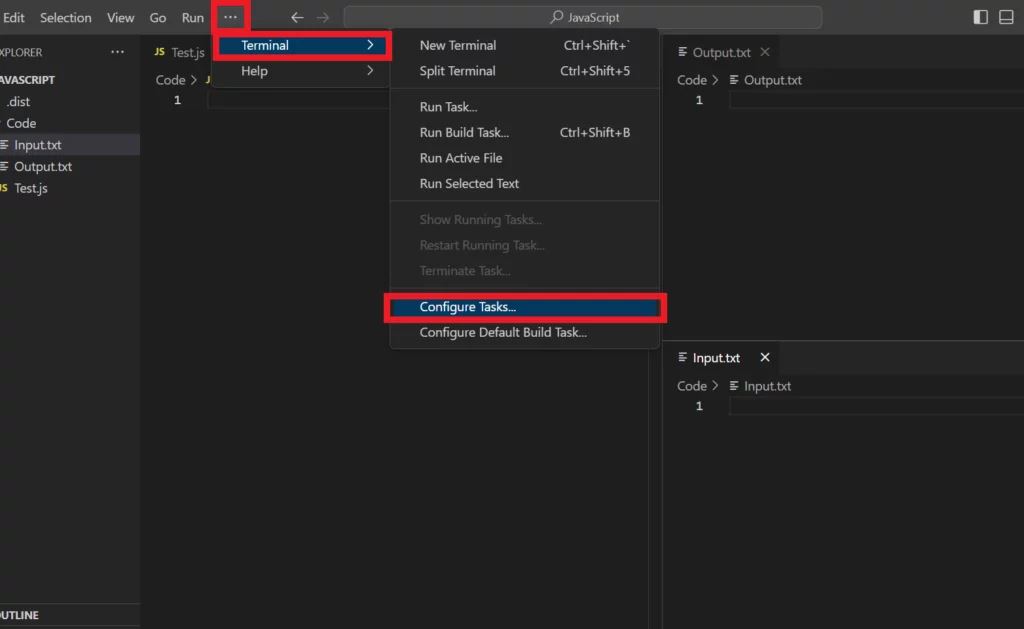 Edit Selection View Go Run ··· ← → JavaScript
XPLORER ···
AVASCRIPT
.dist
Code
Input.txt
Output.txt
JS Test.js
JS Test.js
Code >
1
Terminal >
Help >
New Terminal Ctrl+Shift+`
Split Terminal Ctrl+Shift+5
Run Task...
Run Build Task... Ctrl+Shift+B
Run Active File
Run Selected Text
Show Running Tasks...
Restart Running Task...
Terminate Task...
Configure Tasks...
Configure Default Build Task...
Output.txt ×
Code > Output.txt
1
Input.txt ×
Code > Input.txt
1
UTLINE